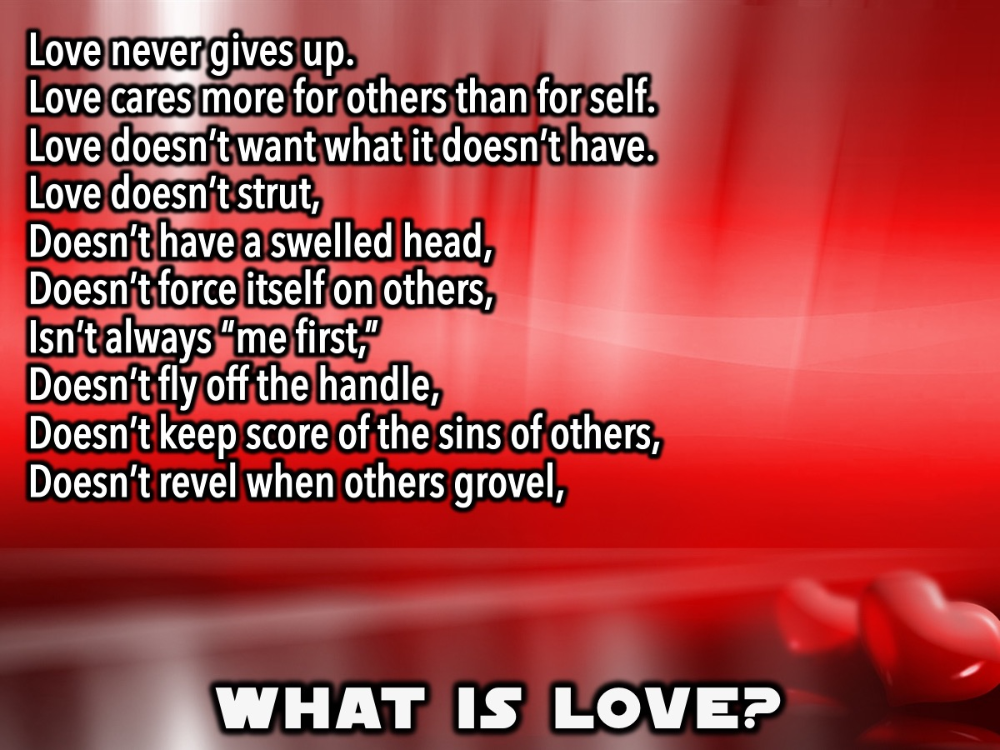 Love never gives up.
Love cares more for others than for self.
Love doesn’t want what it doesn’t have.
Love doesn’t strut,
Doesn’t have a swelled head,
Doesn’t force itself on others,
Isn’t always “me first,”
Doesn’t fly off the handle,
Doesn’t keep score of the sins of others,
Doesn’t revel when others grovel,
WHAT IS LOVE?